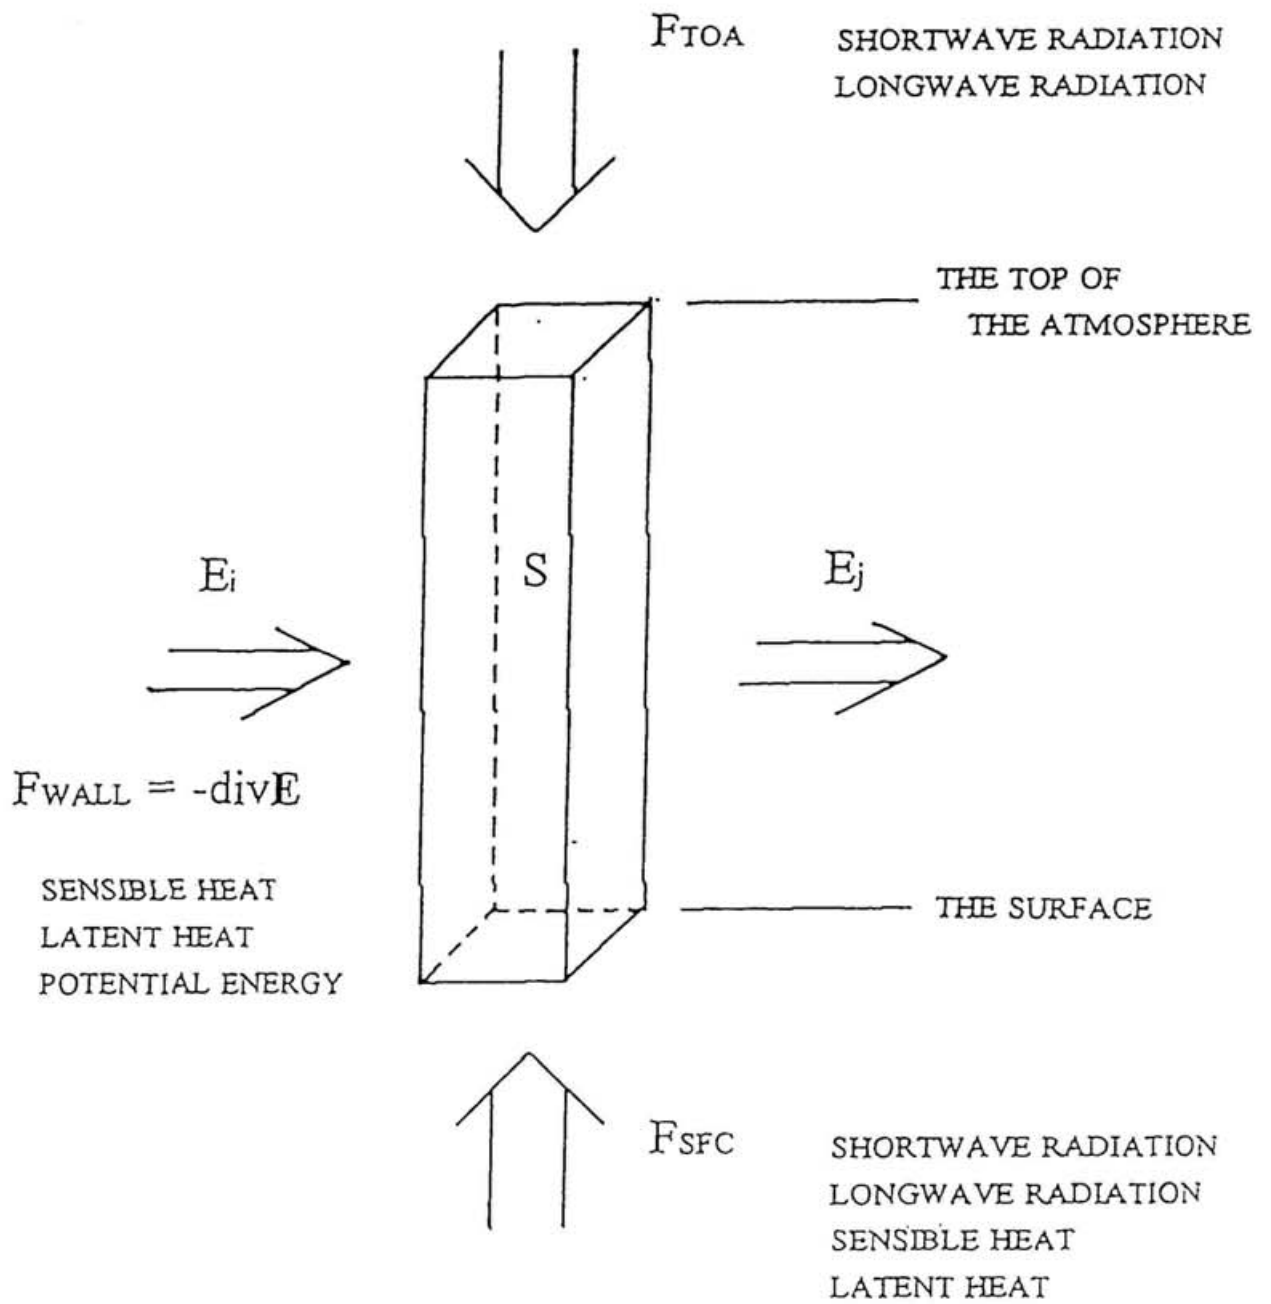 FTOA
SHORTWAVE RADIATION
LONGWAVE RADIATION
THE TOP OF
THE ATMOSPHERE
Ei
S
Ej
FWALL = -divE
SENSIBLE HEAT
LATENT HEAT
POTENTIAL ENERGY
THE SURFACE
FSFC
SHORTWAVE RADIATION
LONGWAVE RADIATION
SENSIBLE HEAT
LATENT HEAT